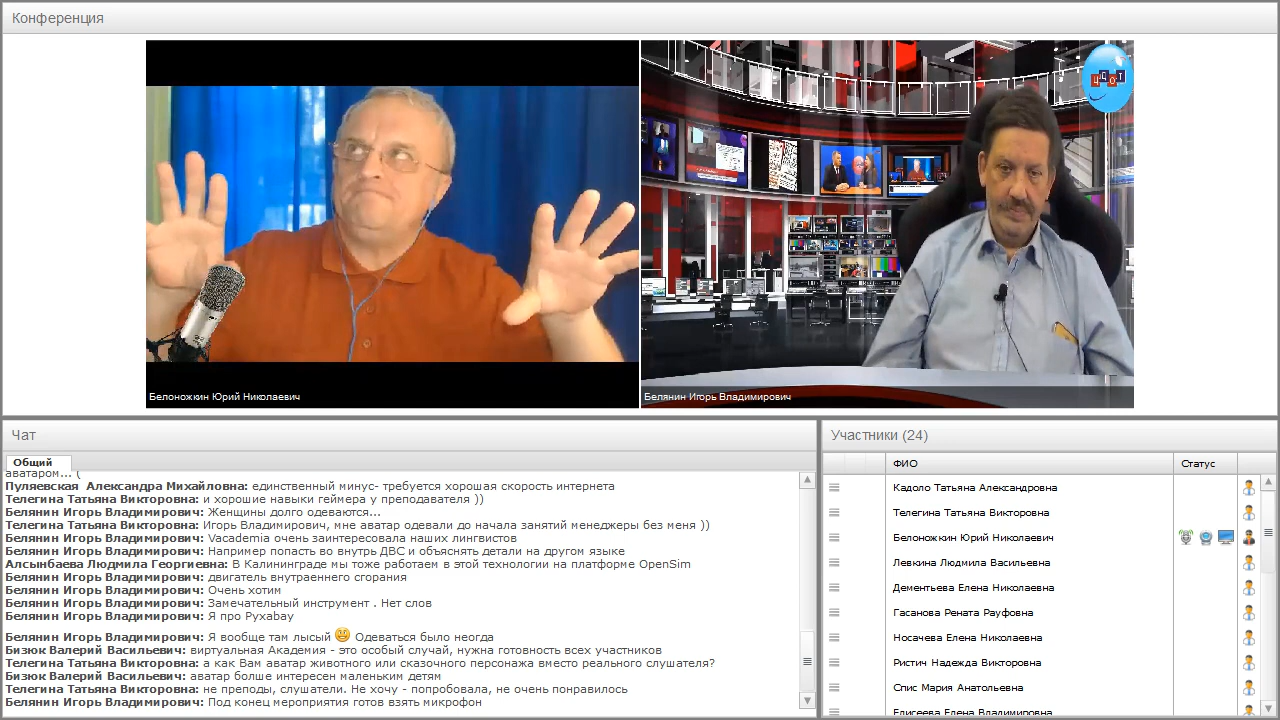 Конференция
ЦДОТ
Белоножкин Юрий Николаевич
Белянин Игорь Владимирович
Чат
Общий
аватаром... (
Пуляевская Александра Михайловна: единственный минус- требуется хорошая скорость интернета
Телегина Татьяна Викторовна: и хорошие навыки геймера у преподавателя ))
Белянин Игорь Владимирович: Женщины долго одеваются...
Телегина Татьяна Викторовна: Игорь Владимирович, мне аватар одевали до начала занятий менеджеры без меня ))
Белянин Игорь Владимирович: Vacademia очень заинтересовала наших лингвистов
Белянин Игорь Владимирович: Например попасть во внутрь ДВС и объяснять детали на другом языке
Алсынбаева Людмила Георгиевна: В Калининграде мы тоже работаем в этой технологии на платформе OpenSim
Белянин Игорь Владимирович: двигатель внутреннего сгорания
Белянин Игорь Владимирович: Очень хотим
Белянин Игорь Владимирович: Замечательный инструмент . Нет слов
Белянин Игорь Владимирович: Я про Pyxabay
Белянин Игорь Владимирович: Я вообще там лысый Одеваться было неогда
Бизюк Валерий Васильевич: виртуальная Академия - это особый случай, нужна готовность всех участников
Телегина Татьяна Викторовна: а как Вам аватар животного или сказочного персонажа вместо реального слушателя?
Бизюк Валерий Васильевич: аватар болше интересен маленьким детям
Телегина Татьяна Викторовна: не преподы, слушатели. Не хочу - попробовала, не очень понравилось
Белянин Игорь Владимирович: Под конец мероприятия готов взять микрофон
Участники (24)
ФИО Статус
Кадоло Татьяна Александровна
Телегина Татьяна Викторовна
Белоножкин Юрий Николаевич
Левкина Людмила Васильевна
Дементьева Елена Николаевна
Гасанова Рената Рауфовна
Носачева Елена Николаевна
Ристич Надежда Викторовна
Спис Мария Анатолаевна
Елисеева Елена Владимировна